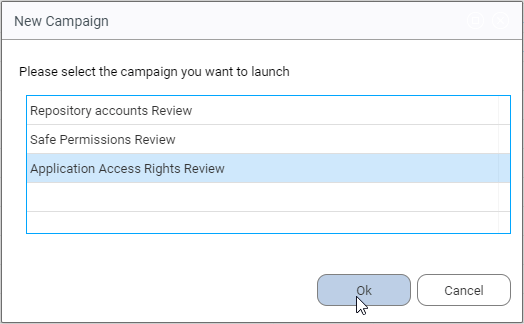 New Campaign
Please select the campaign you want to launch
Repository accounts Review
Safe Permissions Review
Application Access Rights Review
Ok
Cancel